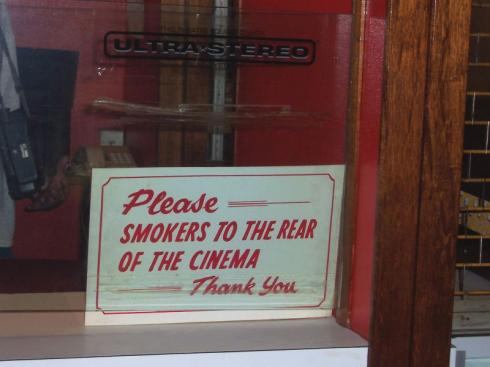 ULTRA★STEREO
Please
SMOKERS TO THE REAR
OF THE CINEMA
Thank You